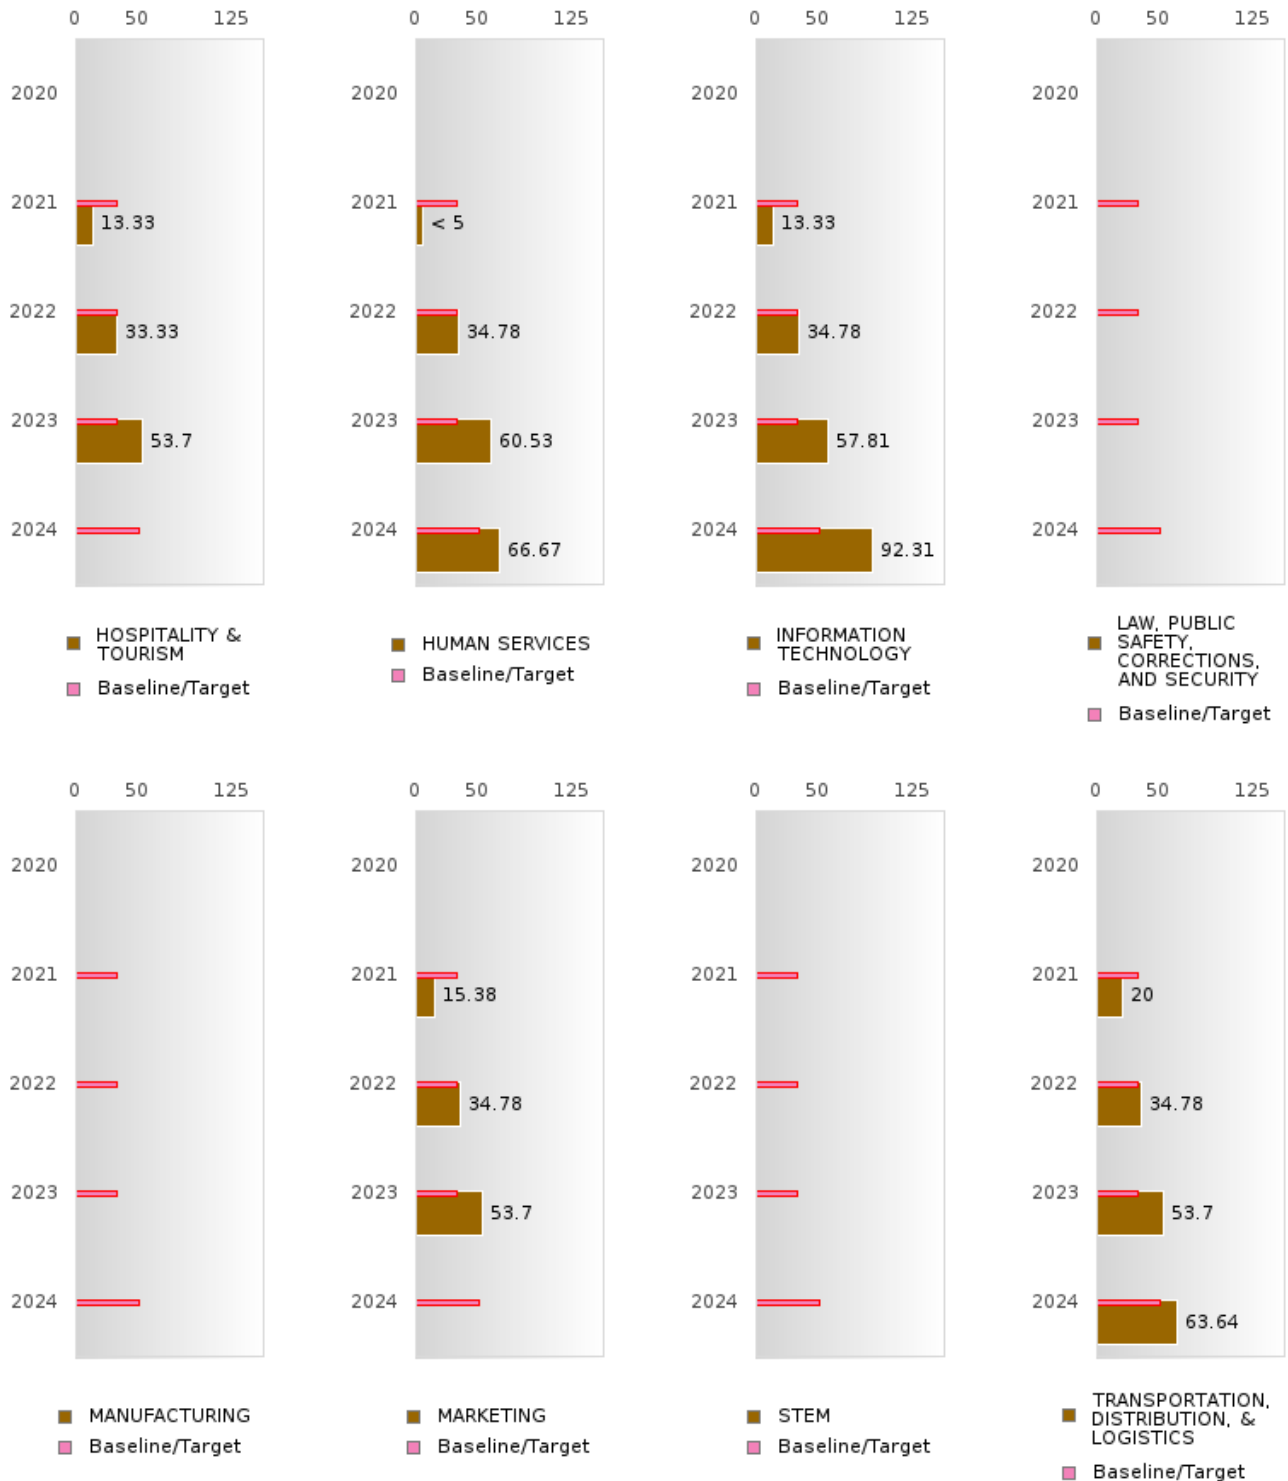 0 50 125
2020
2021
13.33
2022
33.33
2023
53.7
2024
HOSPITALITY &
TOURISM
Baseline/Target
0 50 125
2020
2021
< 5
2022
34.78
2023
60.53
2024
66.67
HUMAN SERVICES
Baseline/Target
0 50 125
2020
2021
13.33
2022
34.78
2023
57.81
2024
92.31
INFORMATION
TECHNOLOGY
Baseline/Target
0 50 125
2020
2021
2022
2023
2024
LAW, PUBLIC
SAFETY,
CORRECTIONS,
AND SECURITY
Baseline/Target
0 50 125
2020
2021
2022
2023
2024
MANUFACTURING
Baseline/Target
0 50 125
2020
2021
15.38
2022
34.78
2023
53.7
2024
MARKETING
Baseline/Target
0 50 125
2020
2021
2022
2023
2024
STEM
Baseline/Target
0 50 125
2020
2021
20
2022
34.78
2023
53.7
2024
63.64
TRANSPORTATION,
DISTRIBUTION, &
LOGISTICS
Baseline/Target